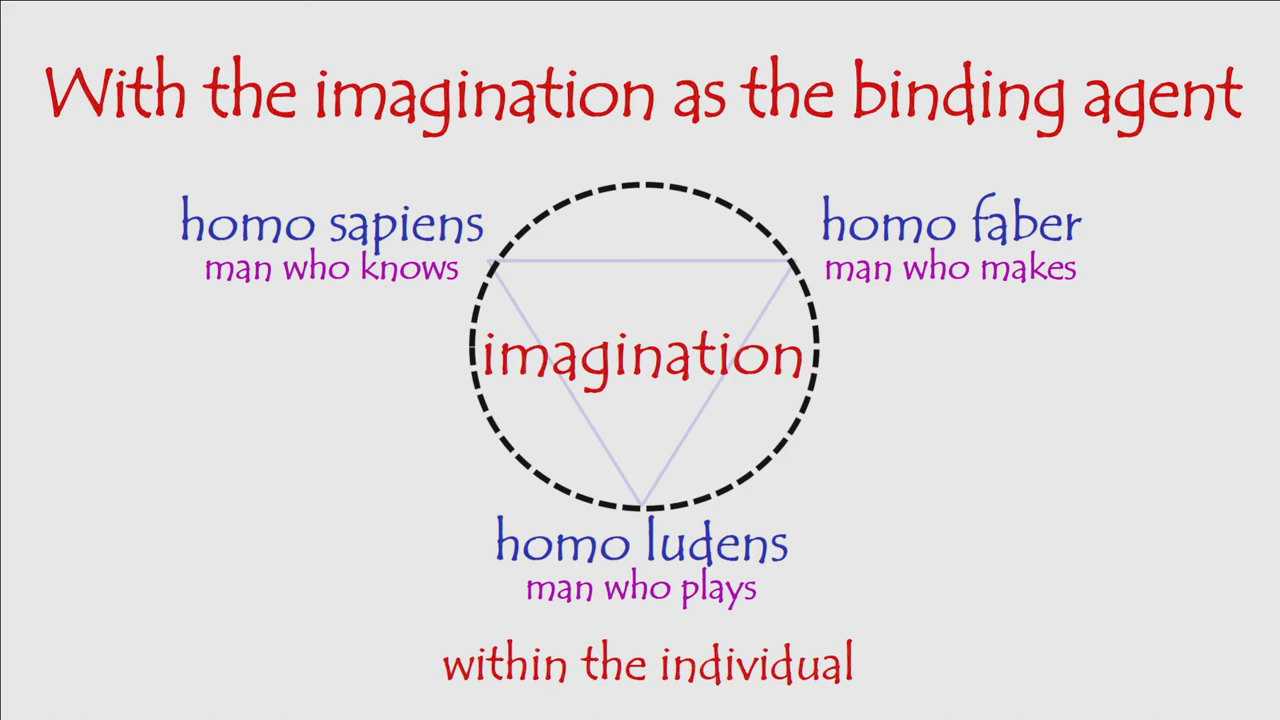 With the imagination as the binding agent
homo sapiens
man who knows
homo faber
man who makes
imagination
homo ludens
man who plays
within the individual